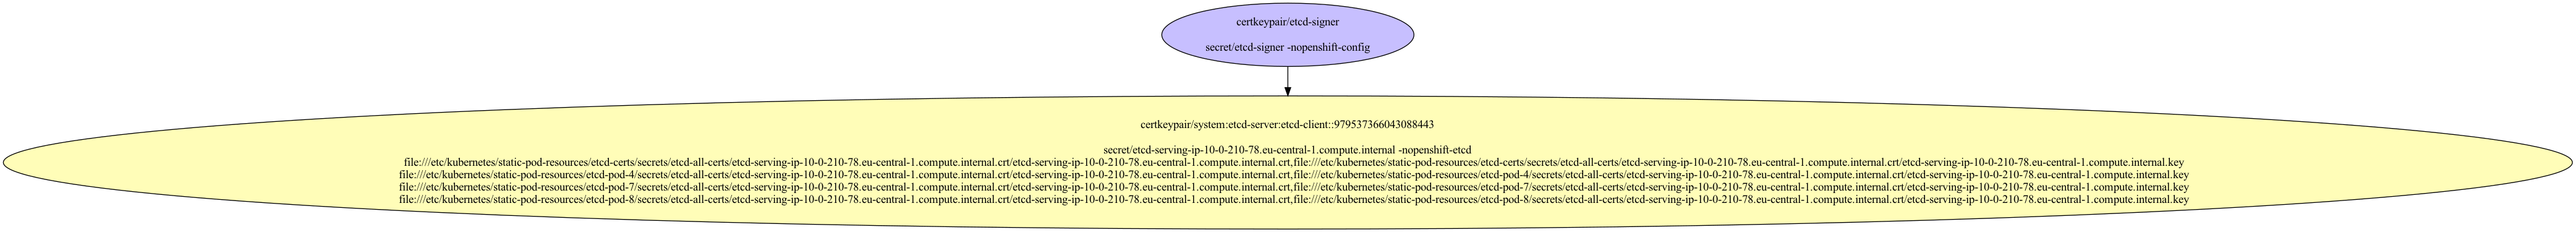 certkeypair/etcd-signer
secret/etcd-signer -nopenshift-config
certkeypair/system:etcd-server:etcd-client::979537366043088443
secret/etcd-serving-ip-10-0-210-78.eu-central-1.compute.internal -nopenshift-etcd
file:///etc/kubernetes/static-pod-resources/etcd-certs/secrets/etcd-all-certs/etcd-serving-ip-10-0-210-78.eu-central-1.compute.internal.crt/etcd-serving-ip-10-0-210-78.eu-central-1.compute.internal.crt,file:///etc/kubernetes/static-pod-resources/etcd-certs/secrets/etcd-all-certs/etcd-serving-ip-10-0-210-78.eu-central-1.compute.internal.crt/etcd-serving-ip-10-0-210-78.eu-central-1.compute.internal.key
file:///etc/kubernetes/static-pod-resources/etcd-pod-4/secrets/etcd-all-certs/etcd-serving-ip-10-0-210-78.eu-central-1.compute.internal.crt/etcd-serving-ip-10-0-210-78.eu-central-1.compute.internal.crt,file:///etc/kubernetes/static-pod-resources/etcd-pod-4/secrets/etcd-all-certs/etcd-serving-ip-10-0-210-78.eu-central-1.compute.internal.crt/etcd-serving-ip-10-0-210-78.eu-central-1.compute.internal.key
file:///etc/kubernetes/static-pod-resources/etcd-pod-7/secrets/etcd-all-certs/etcd-serving-ip-10-0-210-78.eu-central-1.compute.internal.crt/etcd-serving-ip-10-0-210-78.eu-central-1.compute.internal.crt,file:///etc/kubernetes/static-pod-resources/etcd-pod-7/secrets/etcd-all-certs/etcd-serving-ip-10-0-210-78.eu-central-1.compute.internal.crt/etcd-serving-ip-10-0-210-78.eu-central-1.compute.internal.key
file:///etc/kubernetes/static-pod-resources/etcd-pod-8/secrets/etcd-all-certs/etcd-serving-ip-10-0-210-78.eu-central-1.compute.internal.crt/etcd-serving-ip-10-0-210-78.eu-central-1.compute.internal.crt,file:///etc/kubernetes/static-pod-resources/etcd-pod-8/secrets/etcd-all-certs/etcd-serving-ip-10-0-210-78.eu-central-1.compute.internal.crt/etcd-serving-ip-10-0-210-78.eu-central-1.compute.internal.key